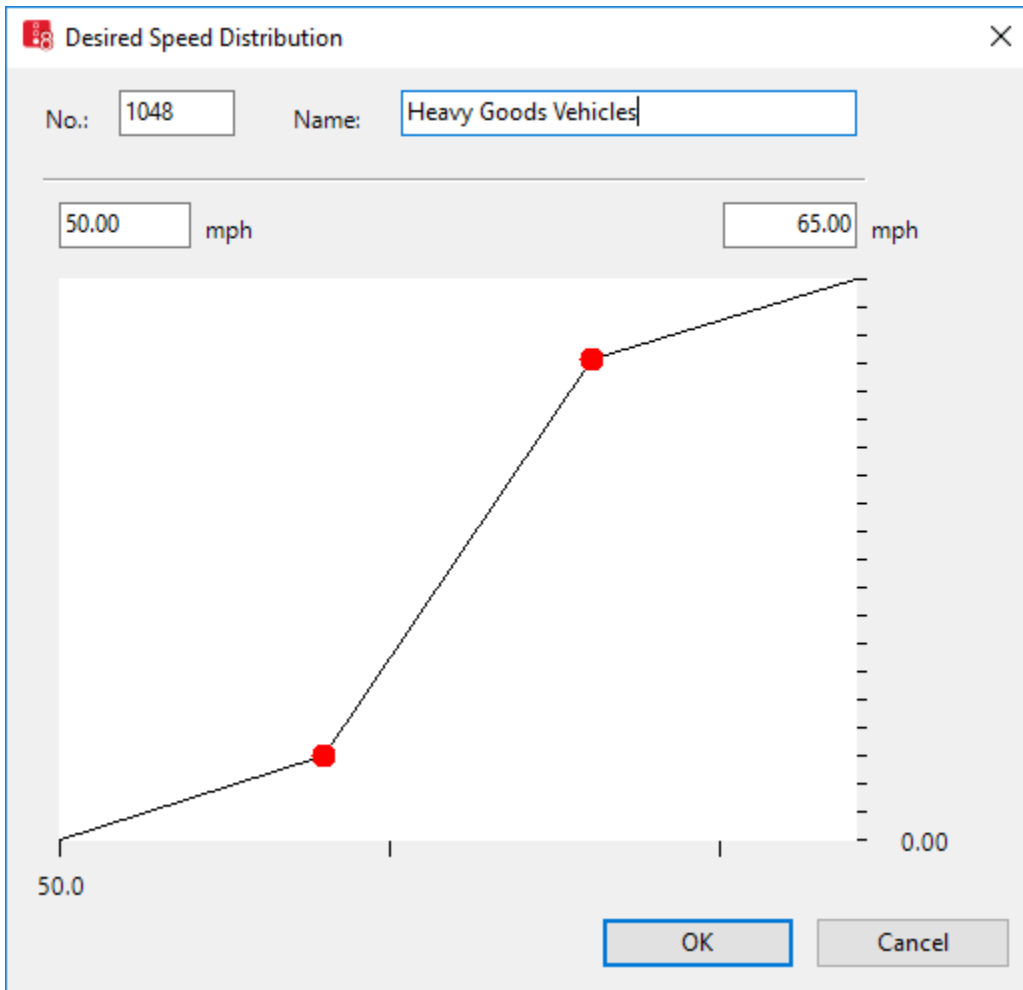 Desired Speed Distribution
No.: 1048 Name: Heavy Goods Vehicles
50.00 mph 65.00 mph
0.00
50.0
OK Cancel